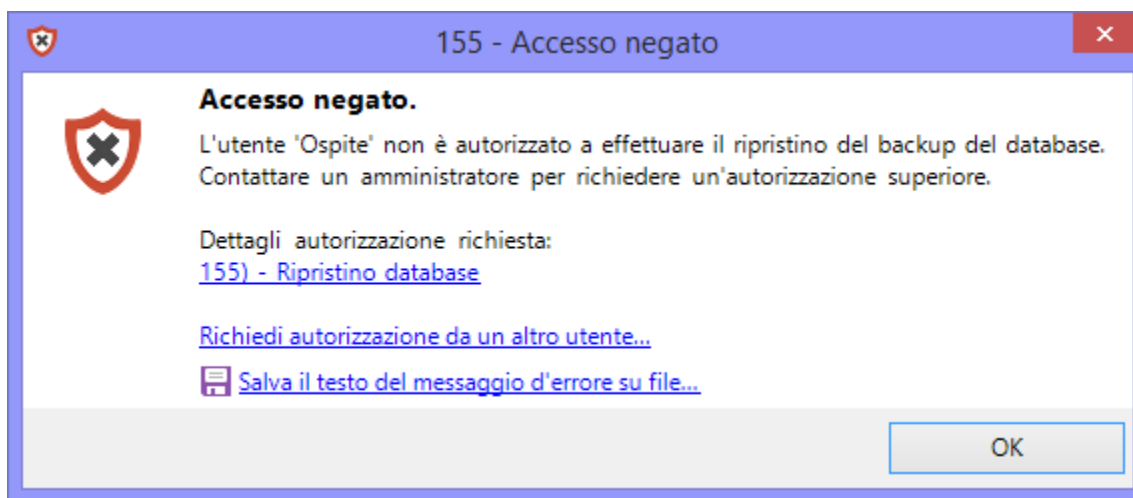 155 - Accesso negato
Accesso negato.
L'utente 'Ospite' non è autorizzato a effettuare il ripristino del backup del database.
Contattare un amministratore per richiedere un'autorizzazione superiore.
Dettagli autorizzazione richiesta:
155) - Ripristino database
Richiedi autorizzazione da un altro utente...
Salva il testo del messaggio d'errore su file...
OK